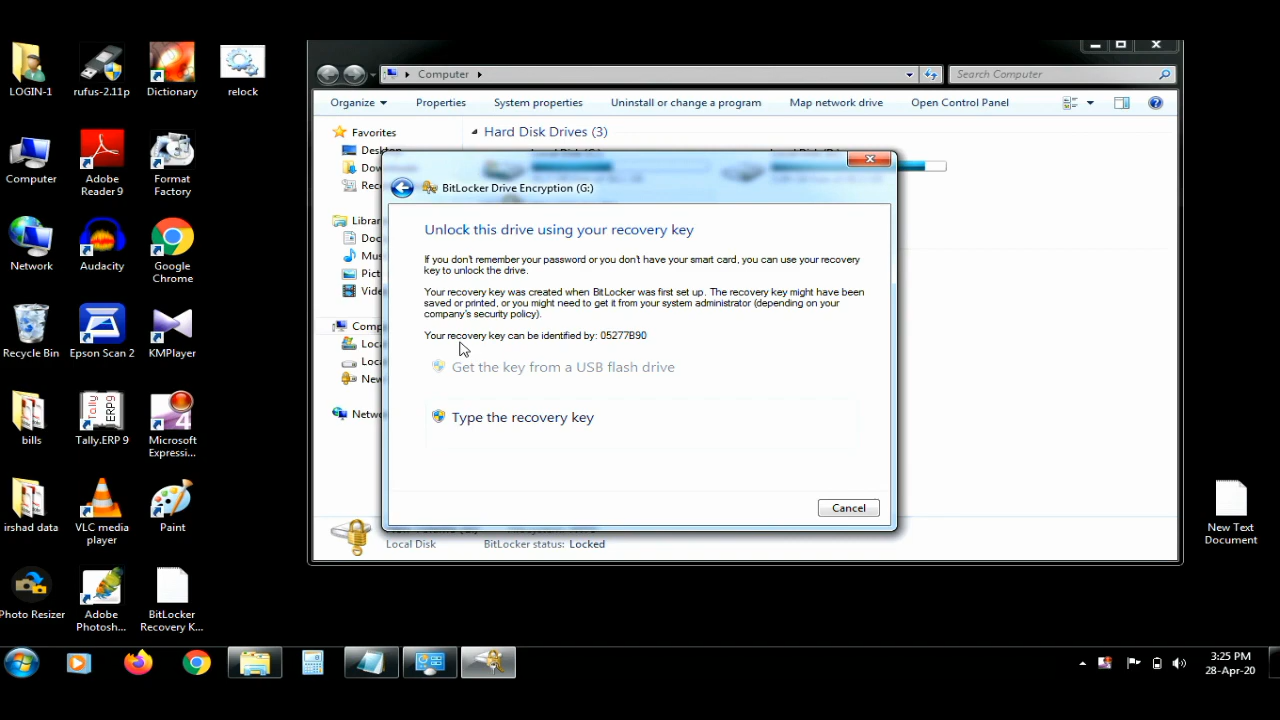 LOGIN-1
rufus-2.11p
Dictionary
relock
Computer
Adobe
Reader 9
Format
Factory
Network
Audacity
Google
Chrome
Recycle Bin
Epson Scan 2
KMPlayer
bills
Tally.ERP 9
Microsoft
Expressi...
irshad data
VLC media
player
Paint
Photo Resizer
Adobe
Photosh...
BitLocker
Recovery K...
New Text
Document
Computer
Search Computer
Organize
Properties
System properties
Uninstall or change a program
Map network drive
Open Control Panel
Favorites
Hard Disk Drives (3)
BitLocker Drive Encryption (G:)
Unlock this drive using your recovery key
If you don't remember your password or you don't have your smart card, you can use your recovery
key to unlock the drive.
Your recovery key was created when BitLocker was first set up. The recovery key might have been
saved or printed, or you might need to get it from your system administrator (depending on your
company's security policy).
Your recovery key can be identified by: 05277B90
Get the key from a USB flash drive
Type the recovery key
Cancel
Local Disk
BitLocker status: Locked
3:25 PM
28-Apr-20